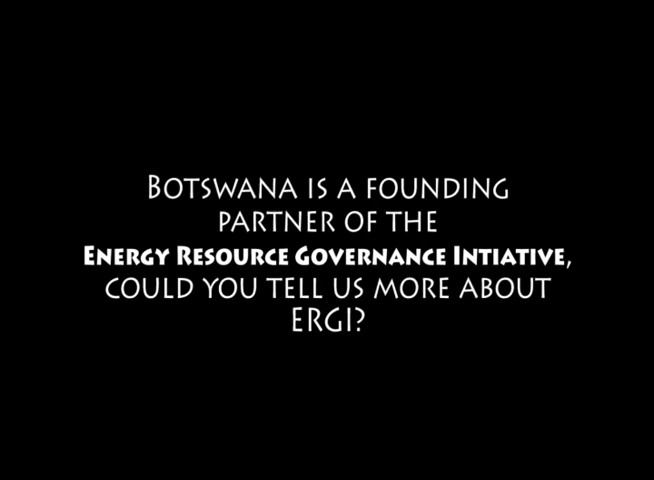 Botswana is a founding
partner of the
Energy Resource Governance Intiative,
could you tell us more about
ERGI?